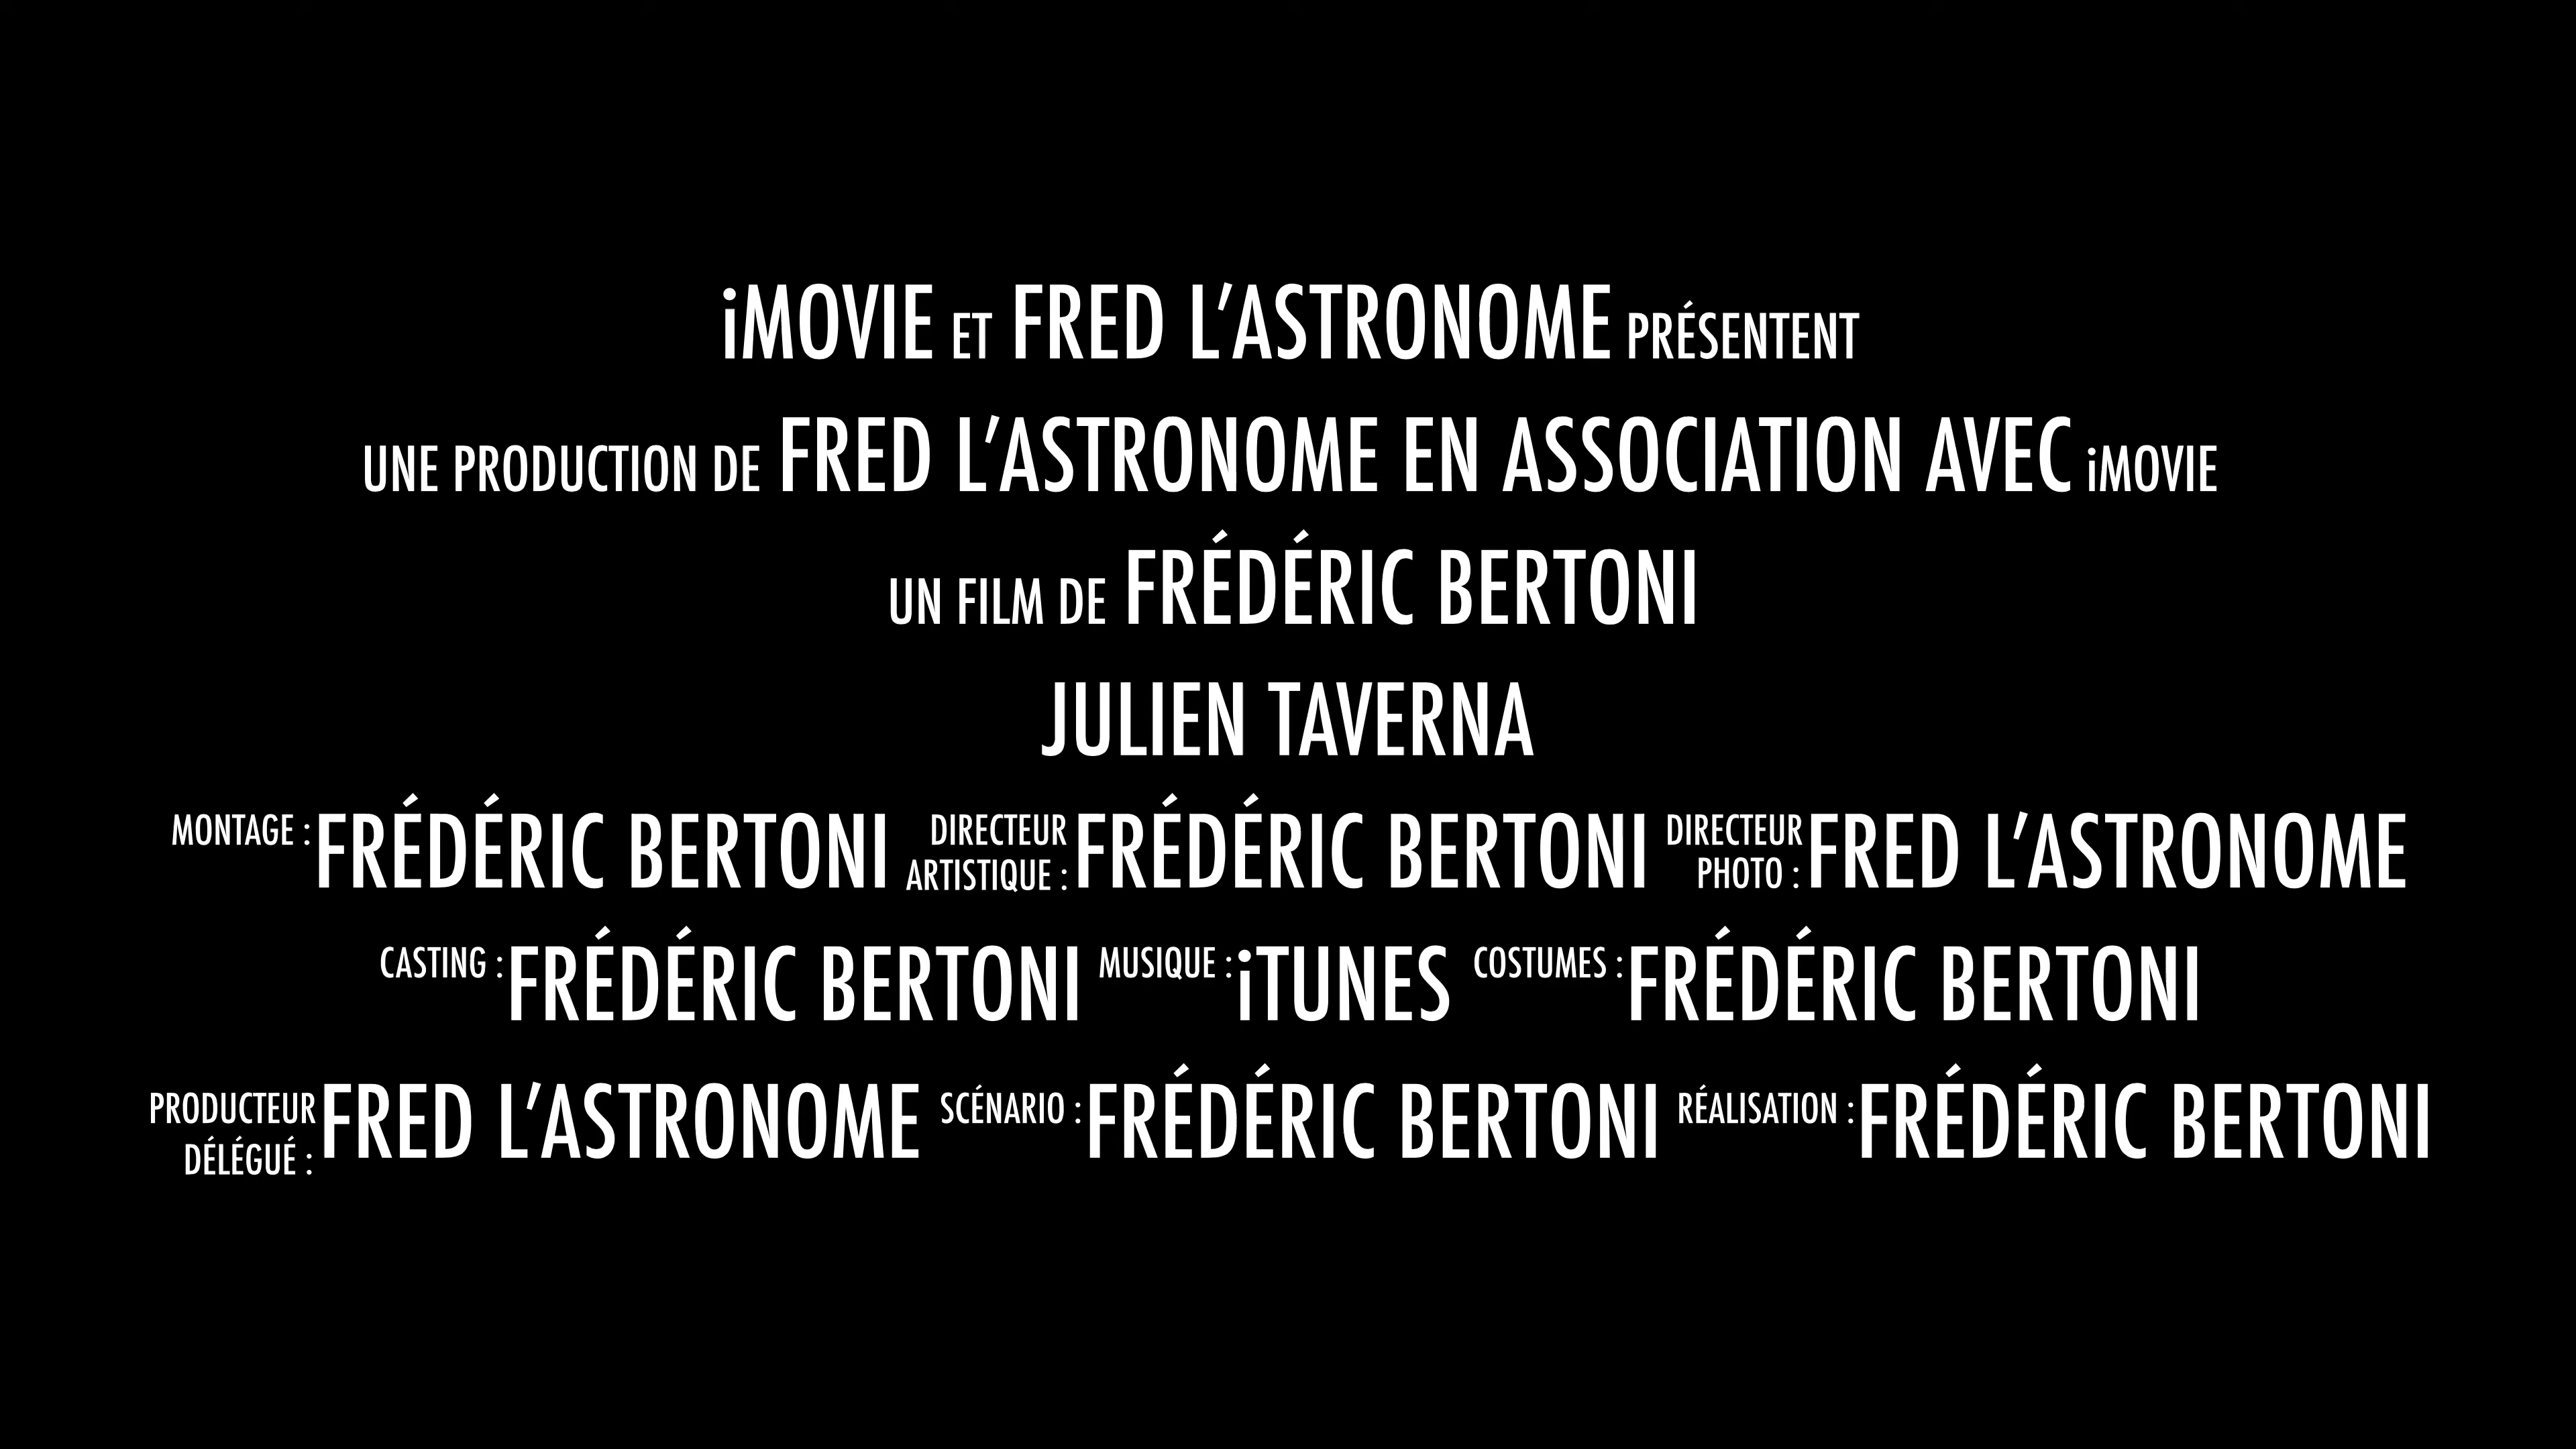 iMOVIE ET FRED L’ASTRONOME PRÉSENTENT
UNE PRODUCTION DE FRED L’ASTRONOME EN ASSOCIATION AVEC iMOVIE
UN FILM DE FRÉDÉRIC BERTONI
JULIEN TAVERNA
MONTAGE : FRÉDÉRIC BERTONI DIRECTEUR ARTISTIQUE : FRÉDÉRIC BERTONI DIRECTEUR PHOTO : FRED L’ASTRONOME
CASTING : FRÉDÉRIC BERTONI MUSIQUE : iTUNES COSTUMES : FRÉDÉRIC BERTONI
PRODUCTEUR DÉLÉGUÉ : FRED L’ASTRONOME SCÉNARIO : FRÉDÉRIC BERTONI RÉALISATION : FRÉDÉRIC BERTONI